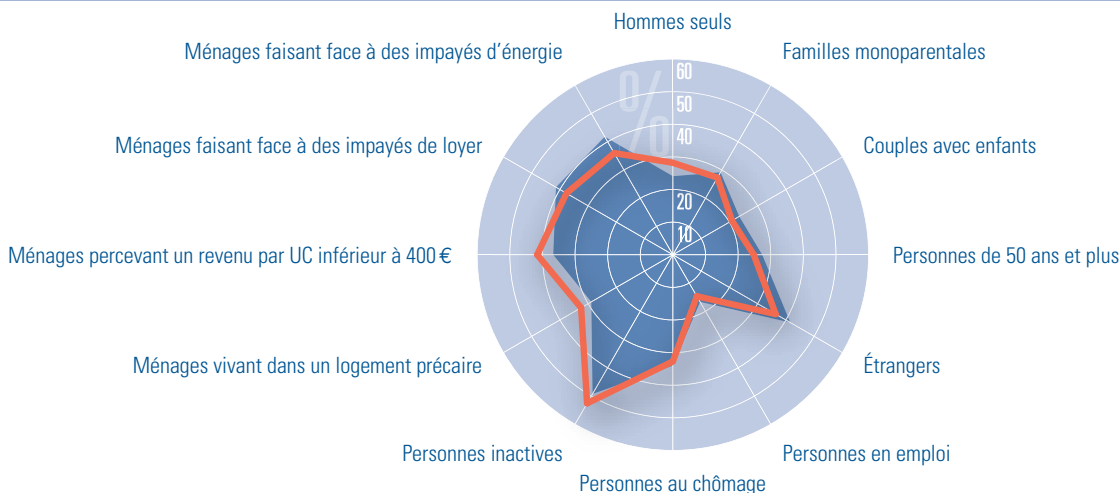 Hommes seuls
Ménages faisant face à des impayés d’énergie
Familles monoparentales
%
60
50
40
20
10
Ménages faisant face à des impayés de loyer
Couples avec enfants
Ménages percevant un revenu par UC inférieur à 400 €
Personnes de 50 ans et plus
Ménages vivant dans un logement précaire
Étrangers
Personnes inactives
Personnes en emploi
Personnes au chômage